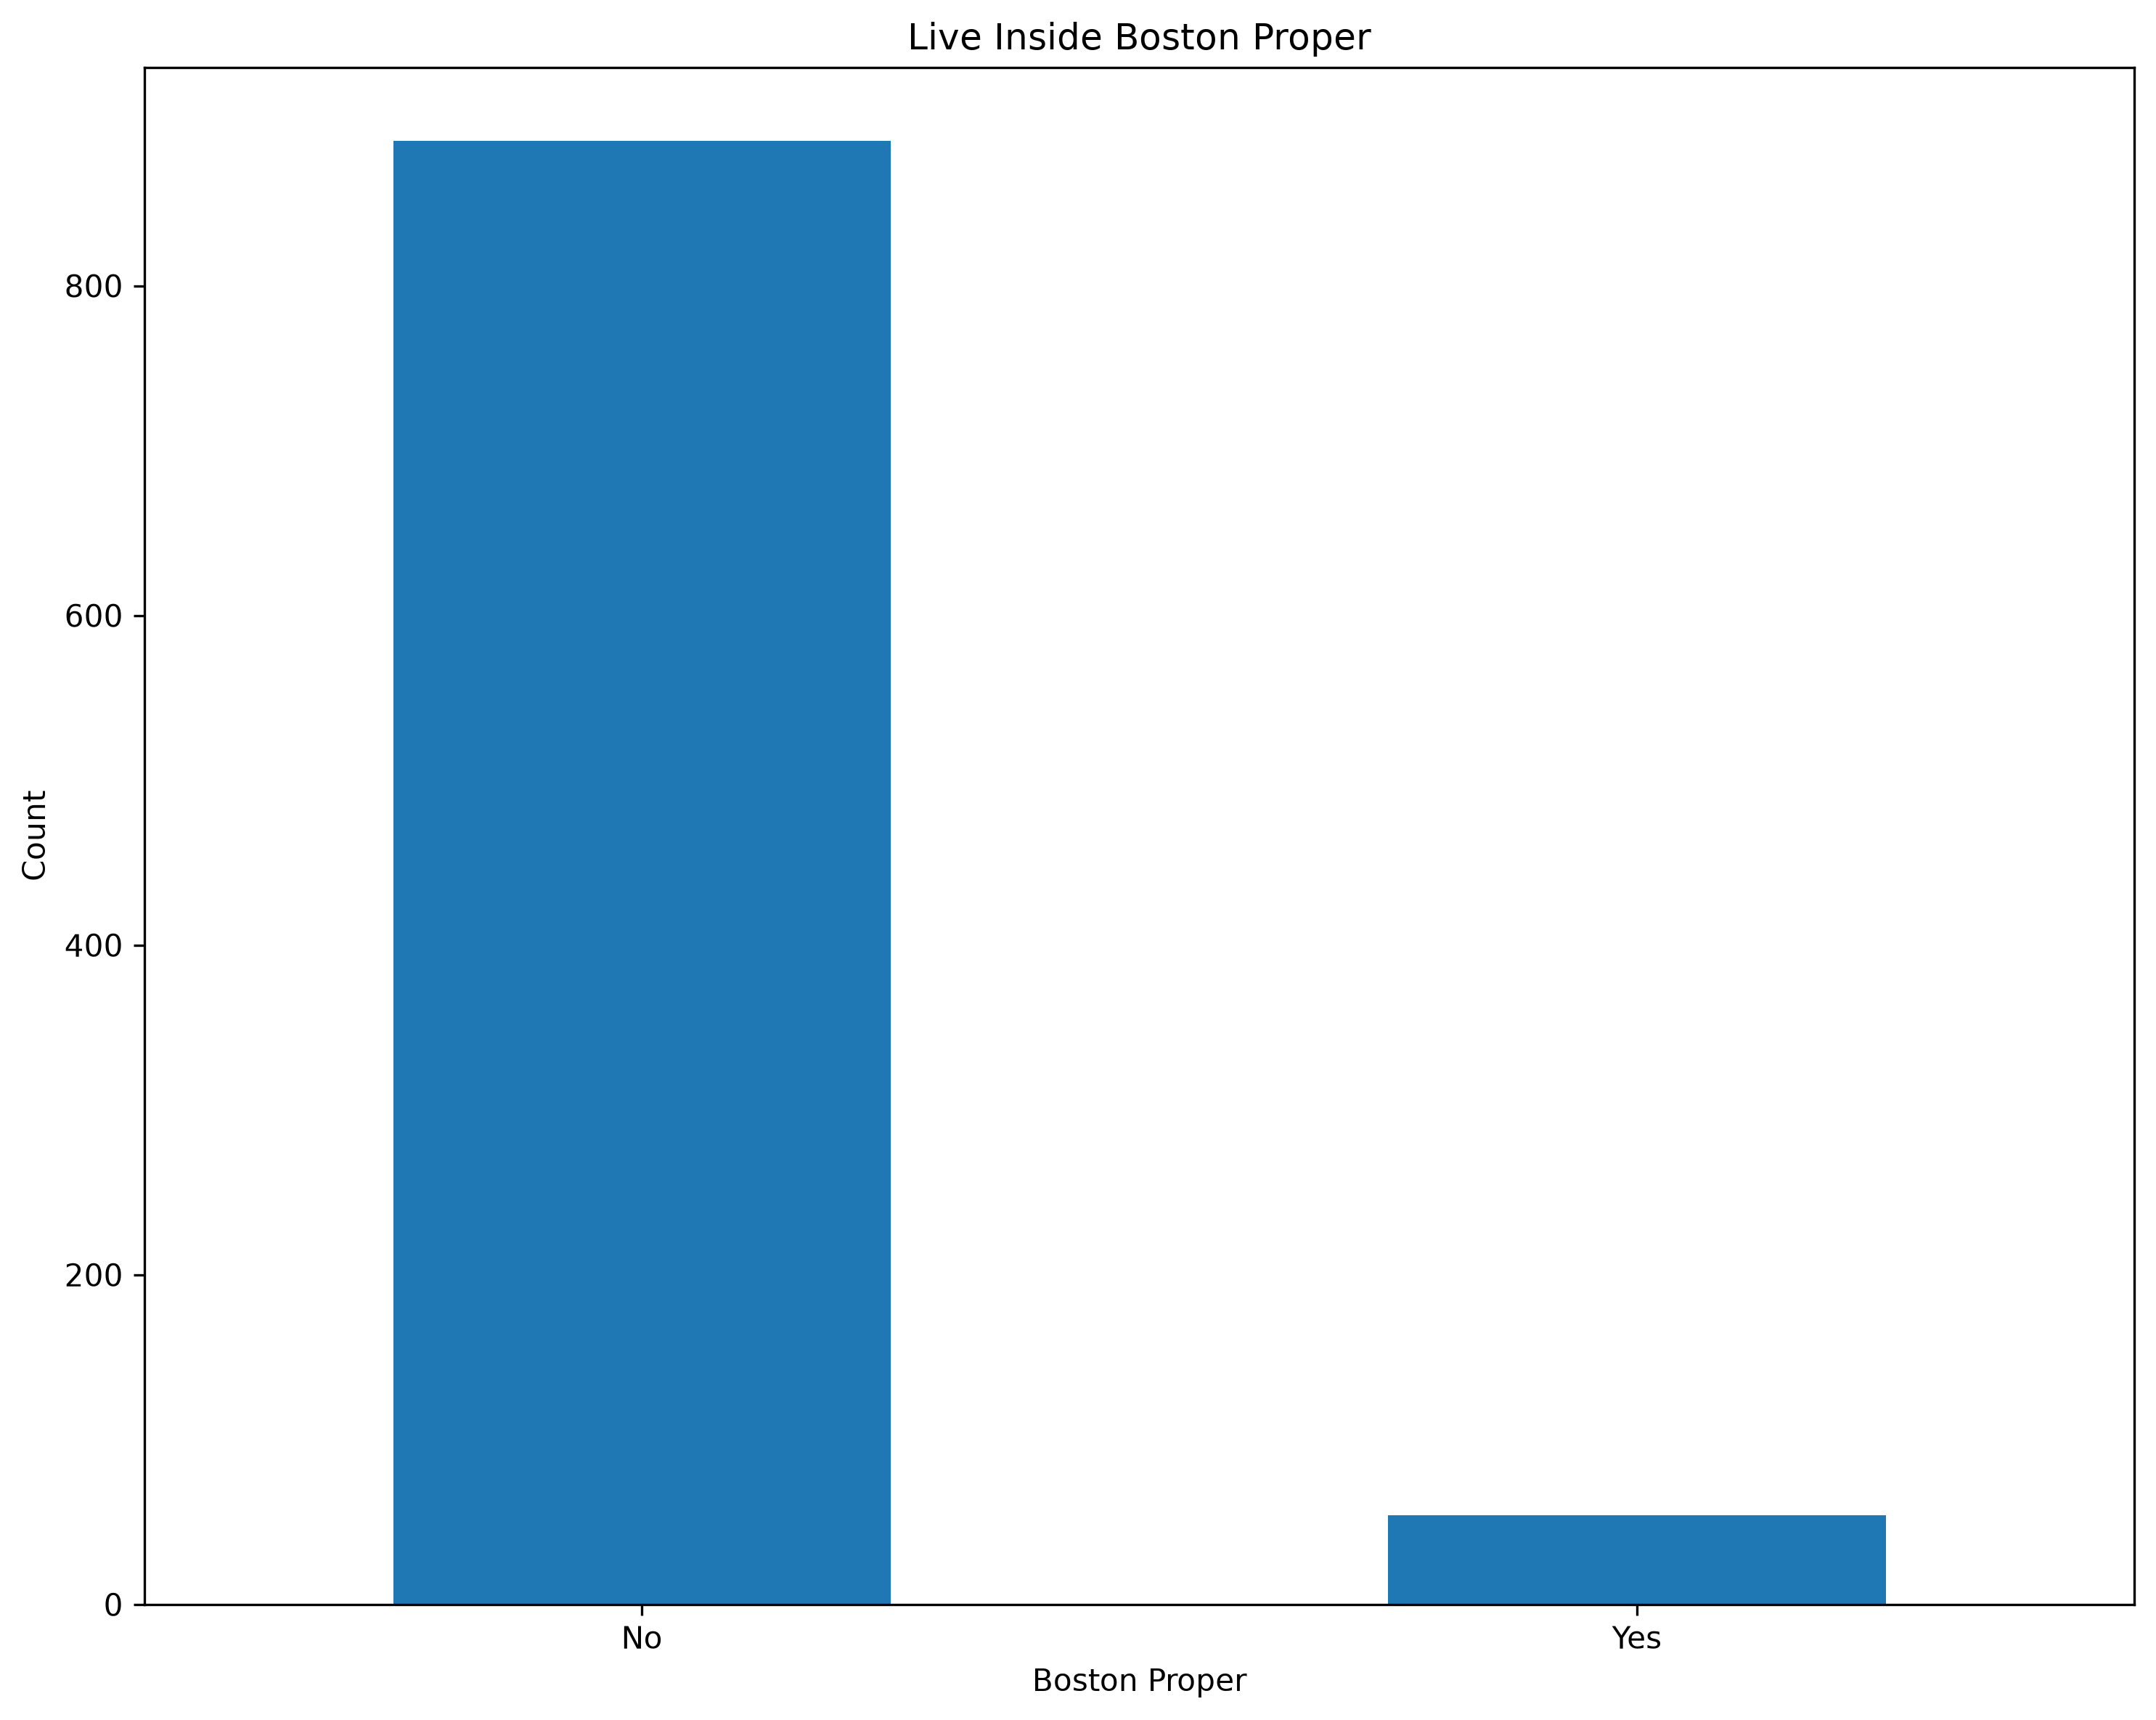 Live Inside Boston Proper
Count
800
600
400
200
0
No
Yes
Boston Proper